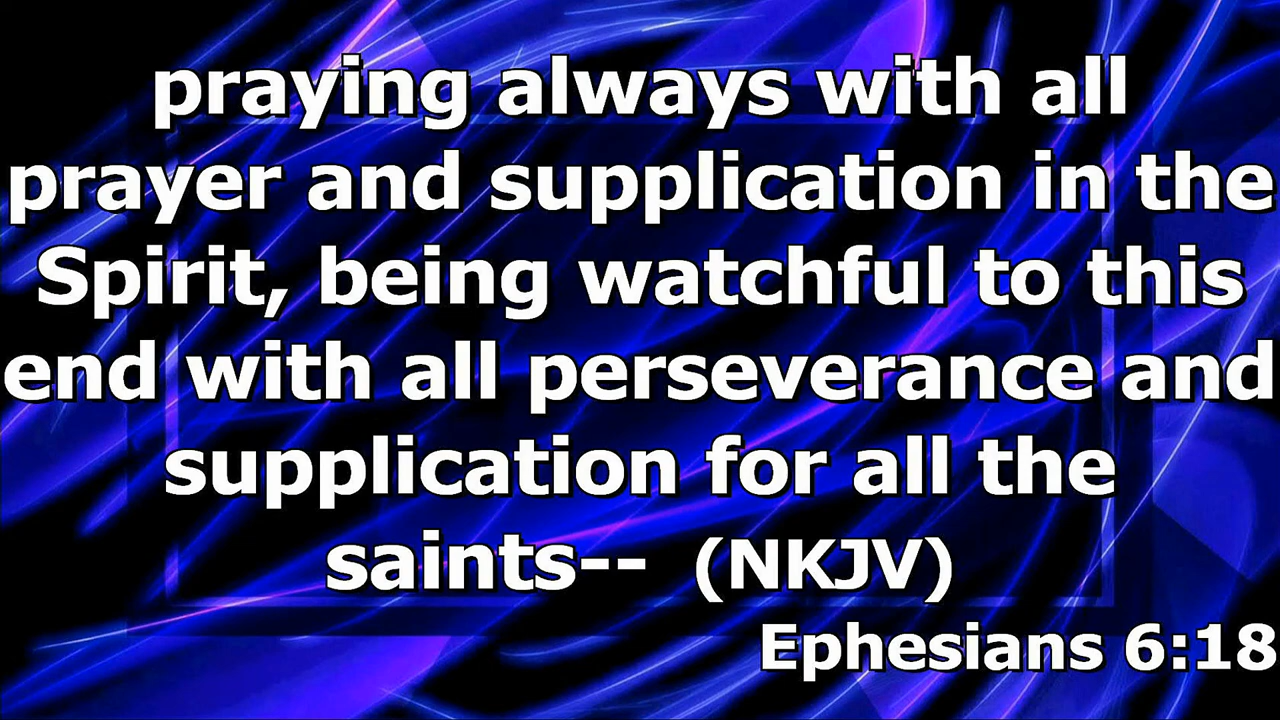 praying always with all
prayer and supplication in the
Spirit, being watchful to this
end with all perseverance and
supplication for all the
saints-- (NKJV)
Ephesians 6:18